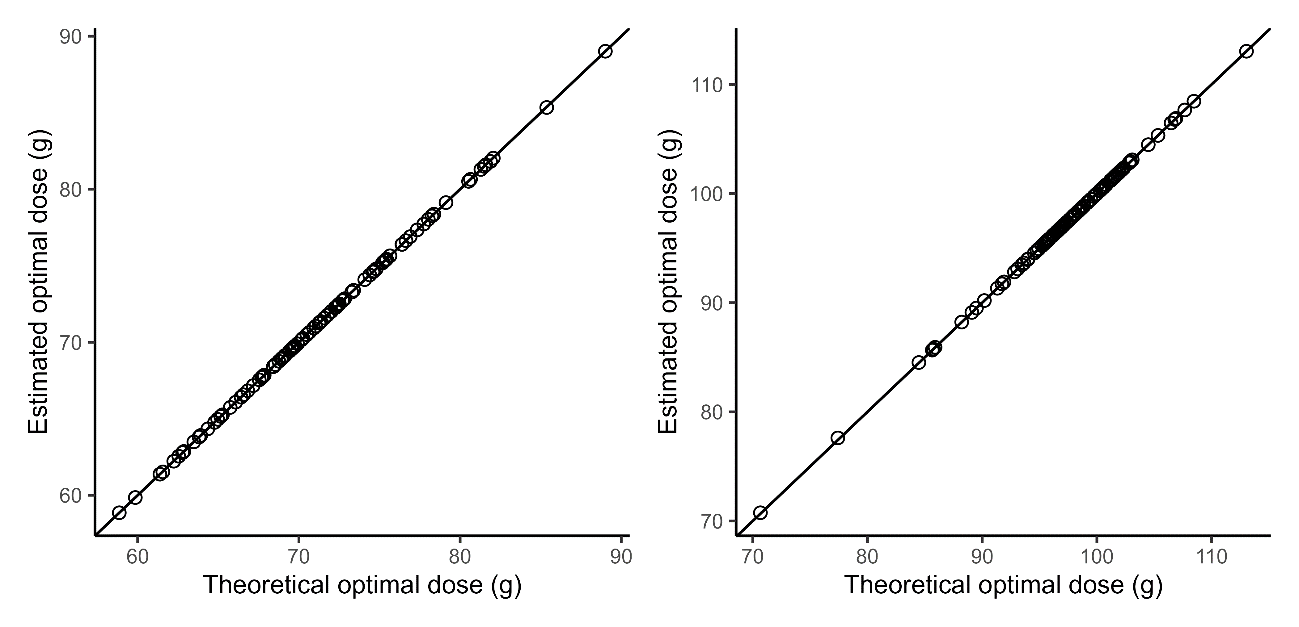 90
80
70
60
Estimated optimal dose (g)
60 70 80 90
Theoretical optimal dose (g)
110
100
90
80
70
Estimated optimal dose (g)
70 80 90 100 110
Theoretical optimal dose (g)